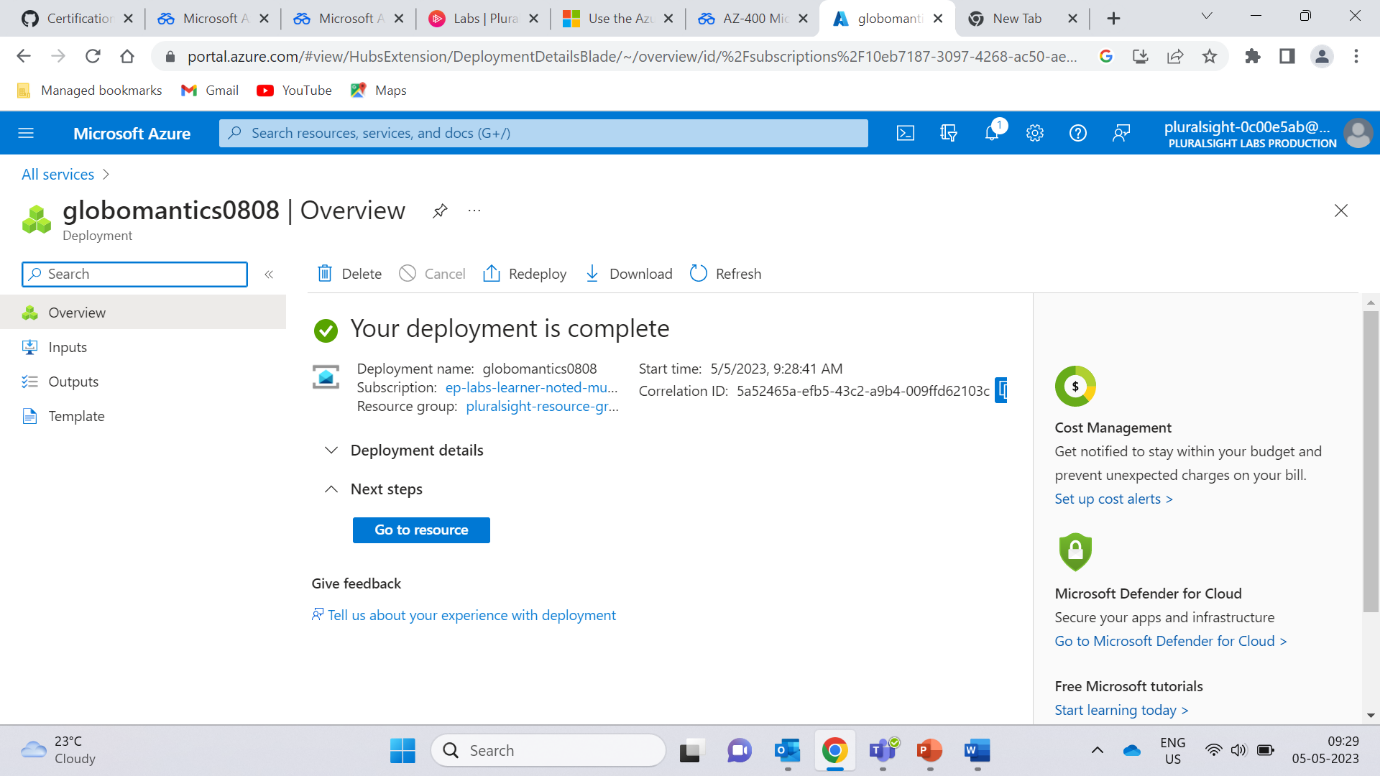 Certification
Microsoft A
Microsoft A
Labs | Plura
Use the Azu
AZ-400 Mic
globomanti
New Tab
portal.azure.com/#view/HubsExtension/DeploymentDetailsBlade/~/overview/id/%2Fsubscriptions%2F10eb7187-3097-4268-ac50-ae...
Managed bookmarks
Gmail
YouTube
Maps
Microsoft Azure
Search resources, services, and docs (G+/)
1
pluralsight-0c00e5ab@...
PLURALSIGHT LABS PRODUCTION
All services >
globomantics0808 | Overview
...
Deployment
Search
«
Delete
Cancel
Redeploy
Download
Refresh
Overview
Inputs
Outputs
Template
Your deployment is complete
Deployment name: globomantics0808
Subscription: ep-labs-learner-noted-mu...
Resource group: pluralsight-resource-gr...
Start time: 5/5/2023, 9:28:41 AM
Correlation ID: 5a52465a-efb5-43c2-a9b4-009ffd62103c
Deployment details
Next steps
Go to resource
Give feedback
Tell us about your experience with deployment
$
Cost Management
Get notified to stay within your budget and
prevent unexpected charges on your bill.
Set up cost alerts >
Microsoft Defender for Cloud
Secure your apps and infrastructure
Go to Microsoft Defender for Cloud >
Free Microsoft tutorials
Start learning today >
23°C
Cloudy
Search
ENG
US
09:29
05-05-2023